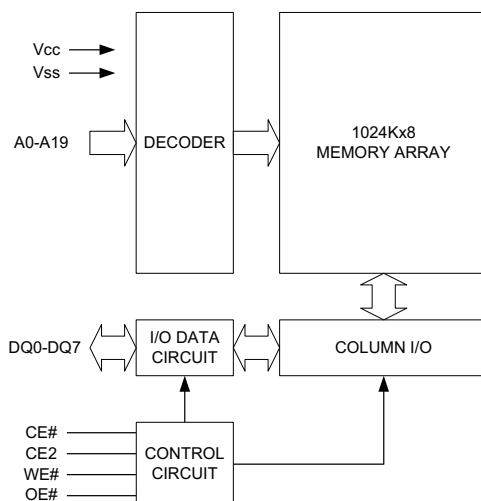 Vcc
Vss
A0-A19
DECODER
1024Kx8
MEMORY ARRAY
DQ0-DQ7
I/O DATA
CIRCUIT
COLUMN I/O
CE#
CE2
WE#
OE#
CONTROL
CIRCUIT